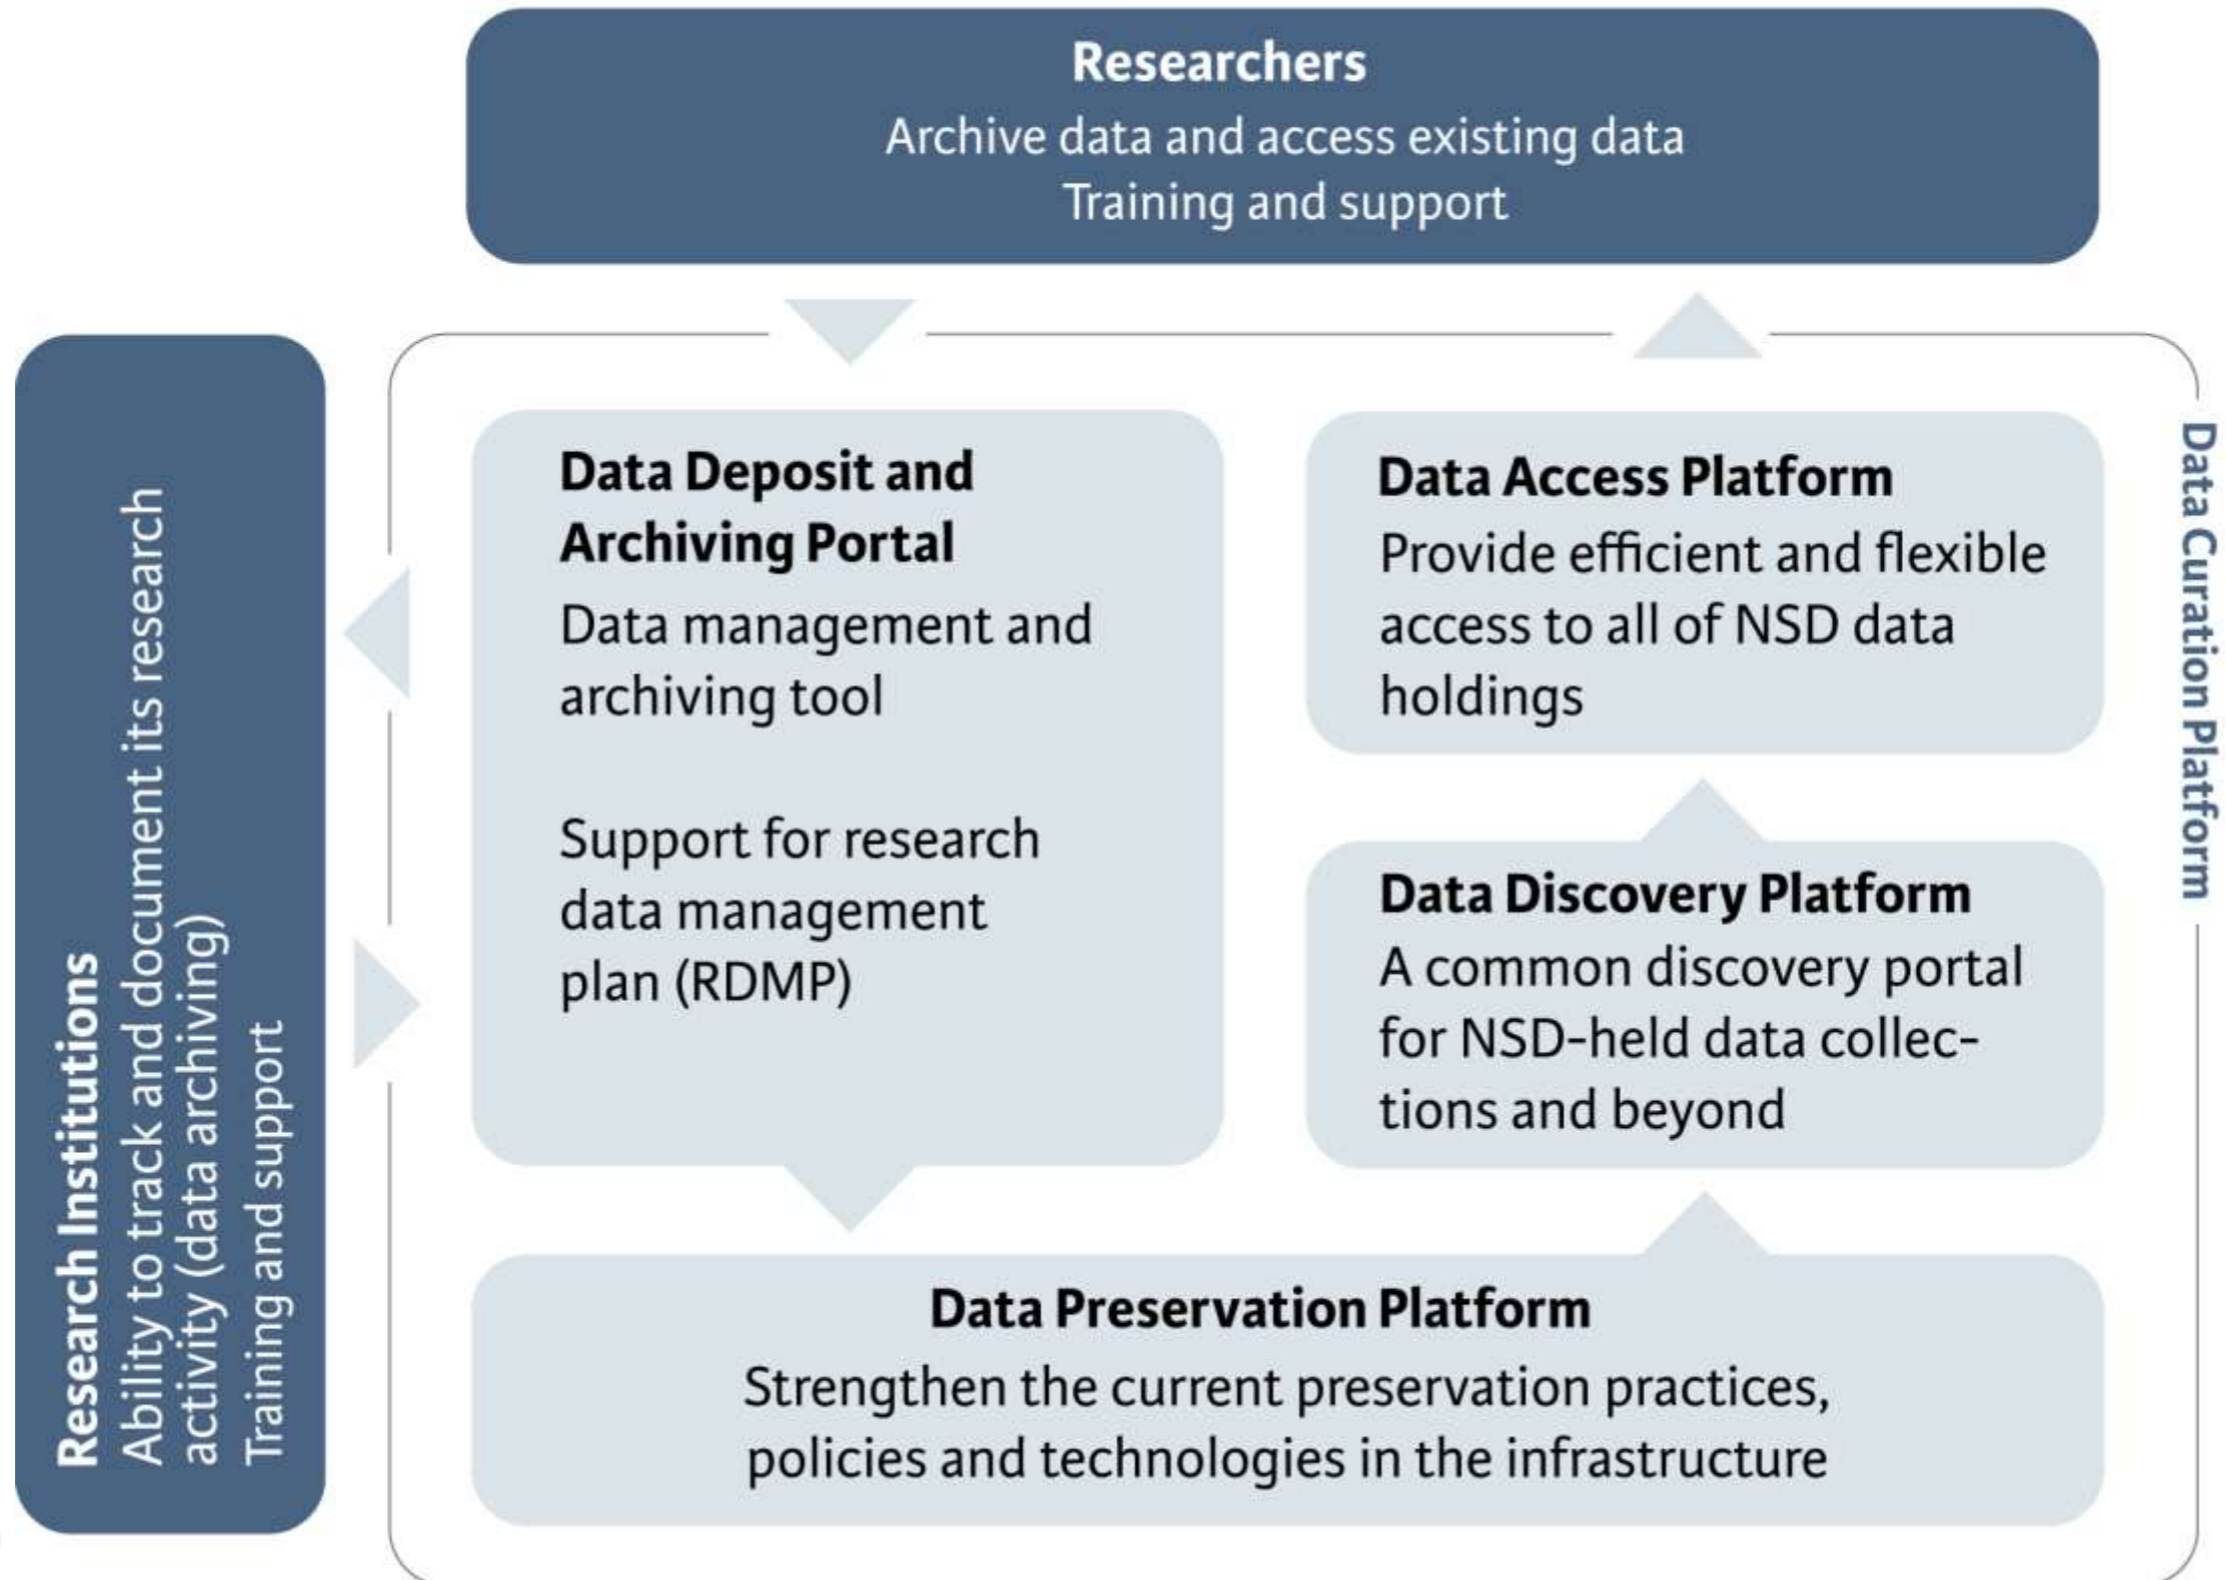 Researchers
Archive data and access existing data
Training and support
Research Institutions
Ability to track and document its research
activity (data archiving)
Training and support
Data Deposit and
Archiving Portal
Data management and
archiving tool
Support for research
data management
plan (RDMP)
Data Access Platform
Provide efficient and flexible
access to all of NSD data
holdings
Data Discovery Platform
A common discovery portal
for NSD-held data collec-
tions and beyond
Data Preservation Platform
Strengthen the current preservation practices,
policies and technologies in the infrastructure
Data Curation Platform